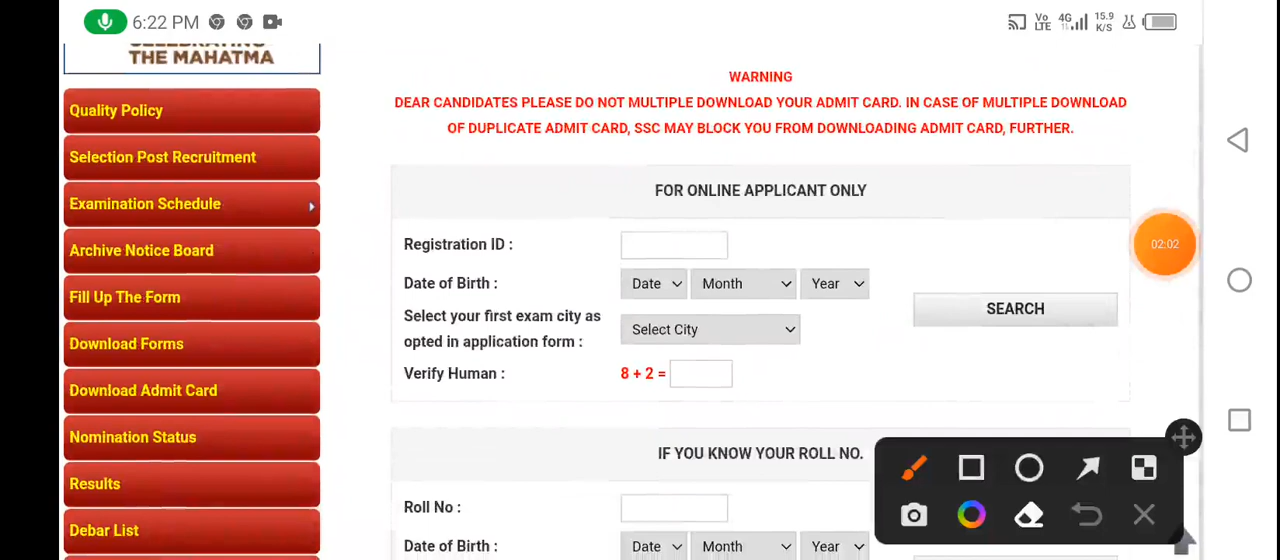 6:22 PM
Vo LTE 4G 15.9 K/S
THE MAHATMA
Quality Policy
Selection Post Recruitment
Examination Schedule
Archive Notice Board
Fill Up The Form
Download Forms
Download Admit Card
Nomination Status
Results
Debar List
WARNING
DEAR CANDIDATES PLEASE DO NOT MULTIPLE DOWNLOAD YOUR ADMIT CARD. IN CASE OF MULTIPLE DOWNLOAD
OF DUPLICATE ADMIT CARD, SSC MAY BLOCK YOU FROM DOWNLOADING ADMIT CARD, FURTHER.
FOR ONLINE APPLICANT ONLY
Registration ID :
Date of Birth : Date Month Year
Select your first exam city as
opted in application form : Select City
SEARCH
Verify Human : 8 + 2 =
IF YOU KNOW YOUR ROLL NO.
Roll No :
Date of Birth : Date Month Year
02:02